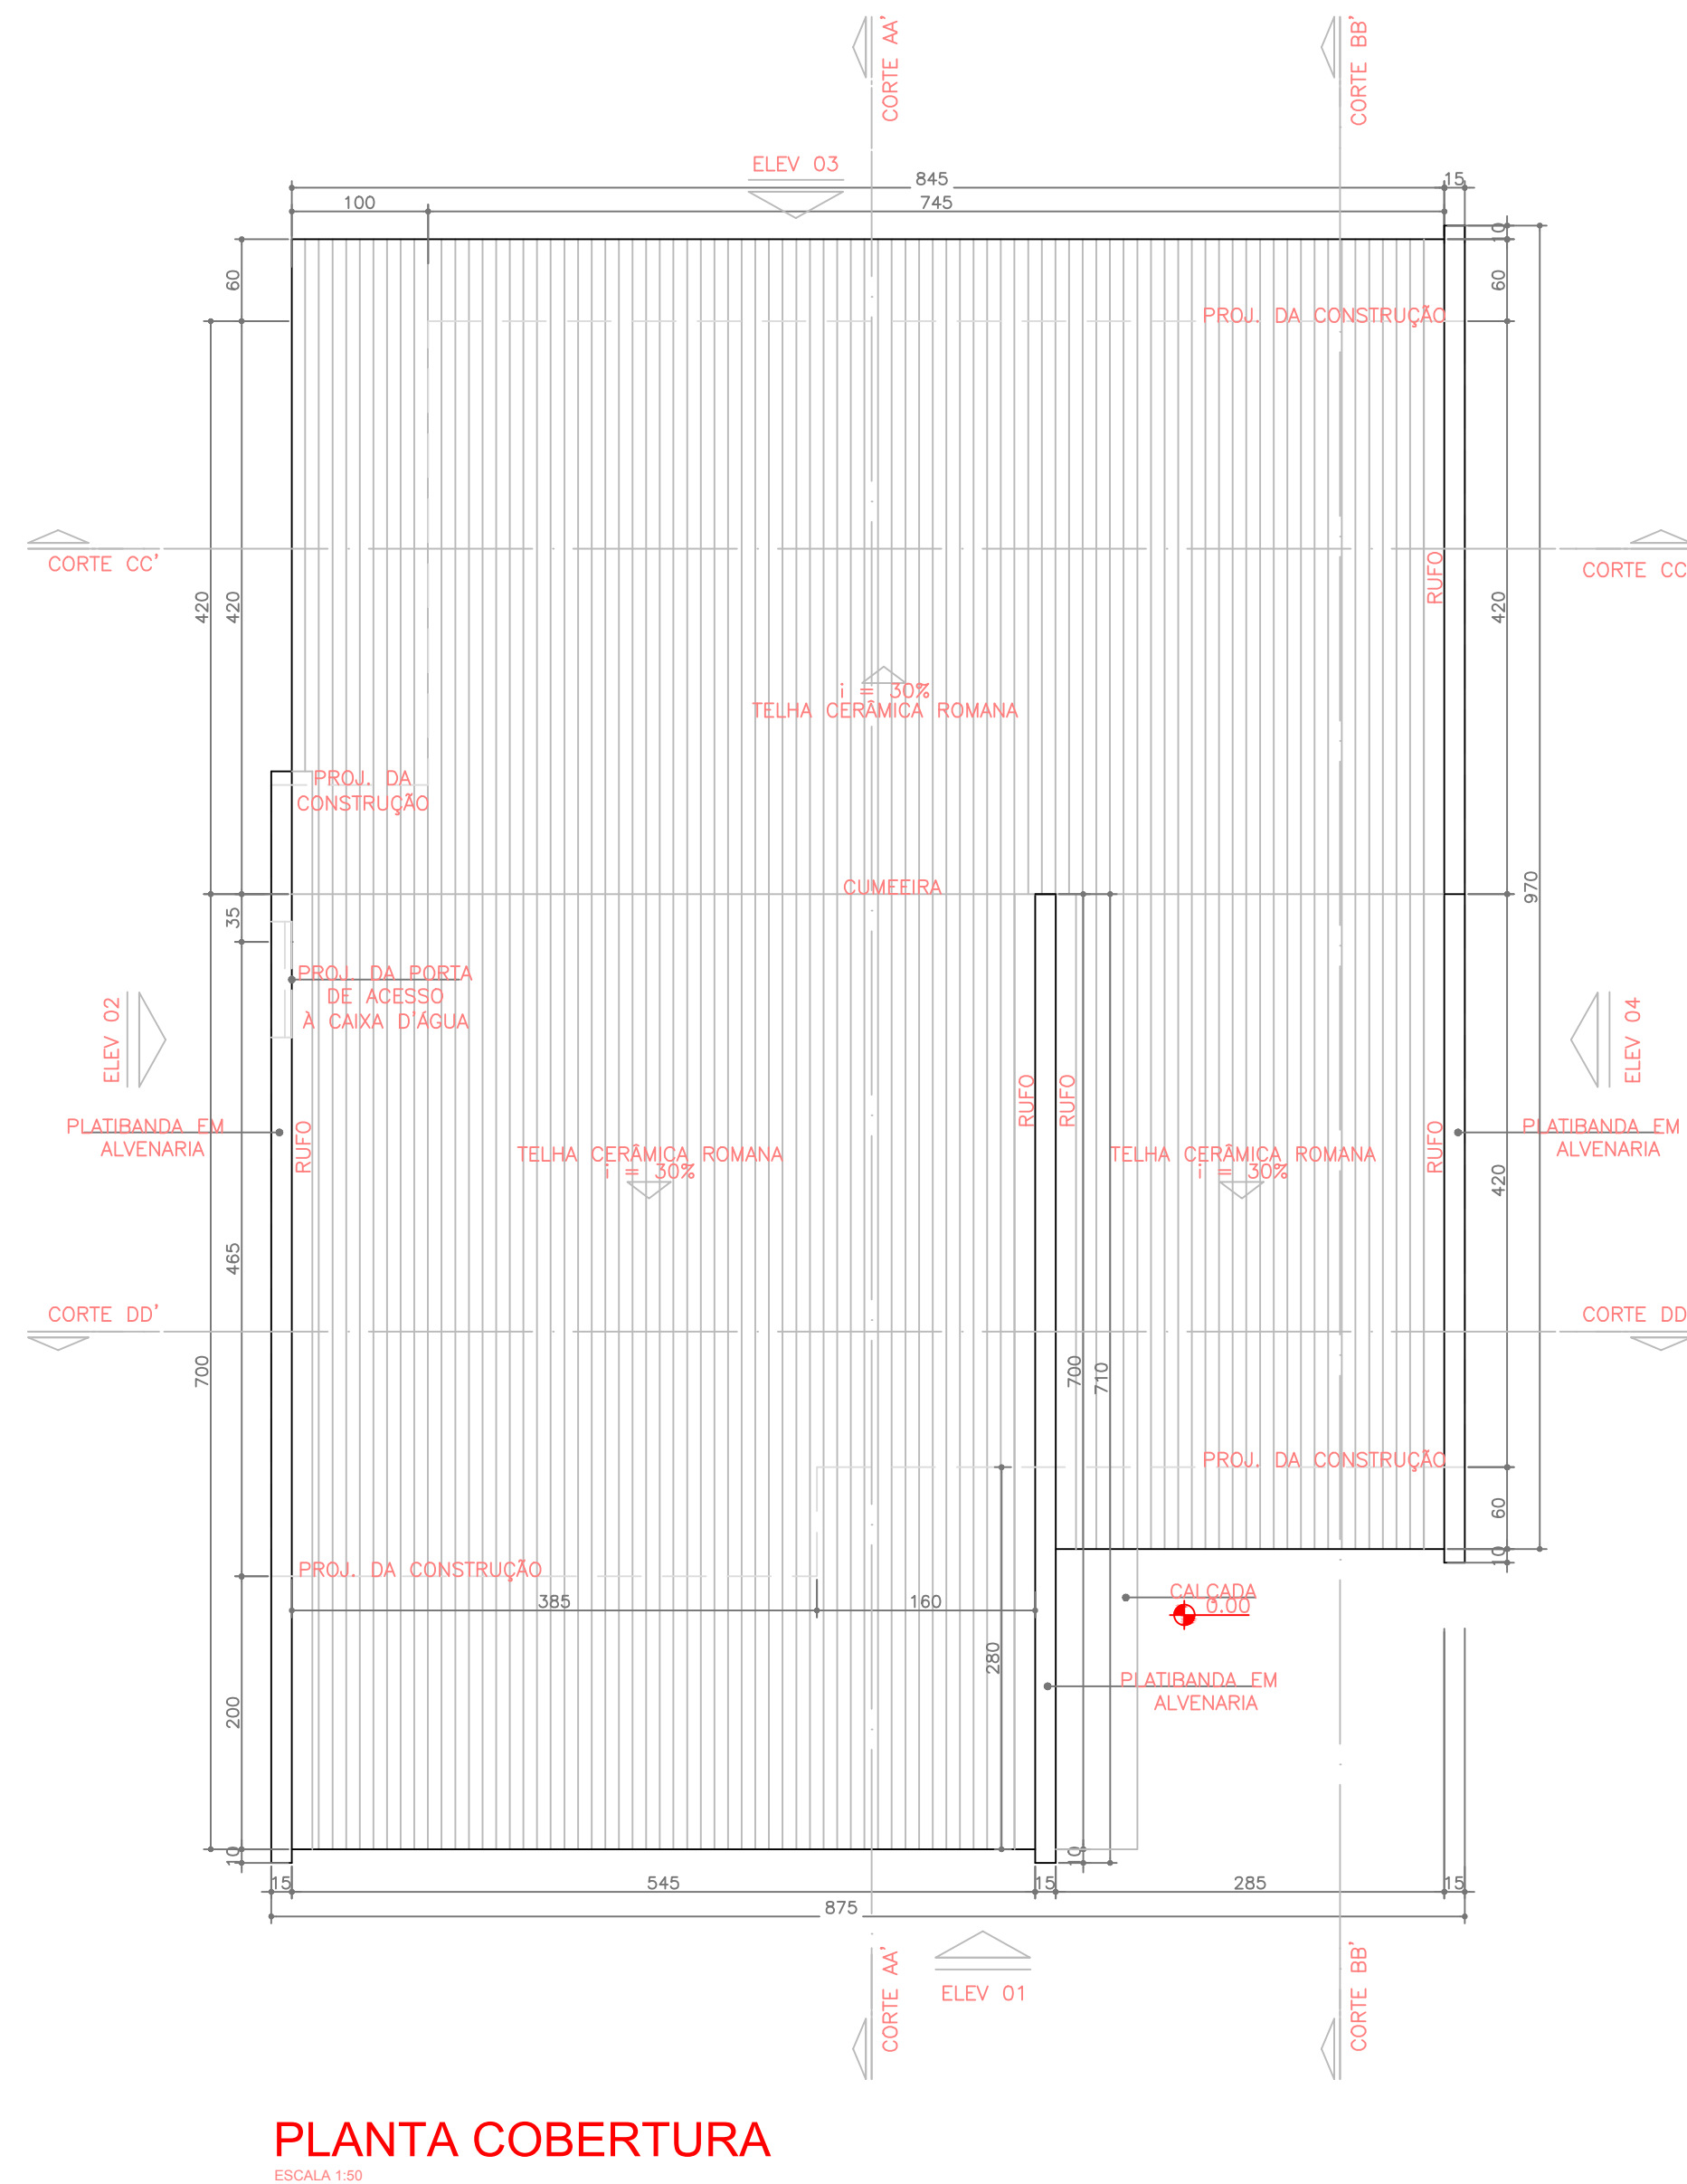 CORTE AA'
CORTE BB'
ELEV 03
845
15
100
745
10
60
60
PROJ. DA CONSTRUÇÃO
CORTE CC'
CORTE CC
RUFO
420
420
420
i = 30%
TELHA CERÂMICA ROMANA
PROJ. DA
CONSTRUÇÃO
CUMEEIRA
970
35
PROJ. DA PORTA
DE ACESSO
À CAIXA D'ÁGUA
ELEV 02
ELEV 04
RUFO
RUFO
PLATIBANDA EM
ALVENARIA
RUFO
TELHA CERÂMICA ROMANA
i = 30%
TELHA CERÂMICA ROMANA
i = 30%
RUFO
PLATIBANDA EM
ALVENARIA
420
465
CORTE DD'
CORTE DD
700
700
710
PROJ. DA CONSTRUÇÃO
60
10
PROJ. DA CONSTRUÇÃO
385
160
CALÇADA
0.00
280
PLATIBANDA EM
ALVENARIA
200
10
10
15
545
15
285
15
875
CORTE AA'
ELEV 01
CORTE BB'
PLANTA COBERTURA
ESCALA 1:50